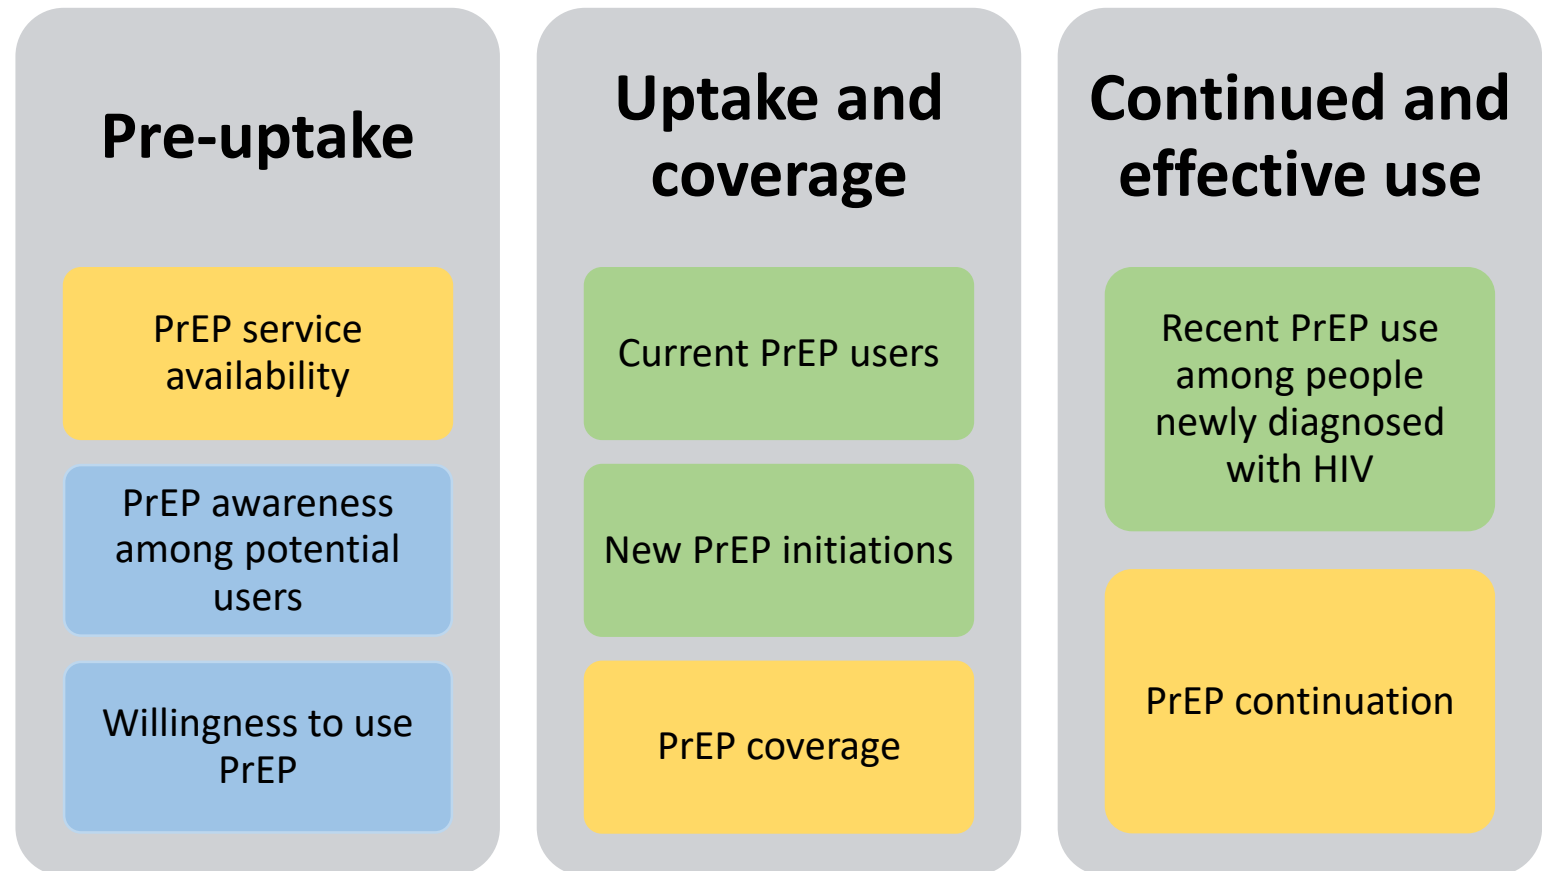 Pre-uptake
PrEP service
availability
PrEP awareness
among potential
users
Willingness to use
PrEP
Uptake and
coverage
Current PrEP users
New PrEP initiations
PrEP coverage
Continued and
effective use
Recent PrEP use
among people
newly diagnosed
with HIV
PrEP continuation